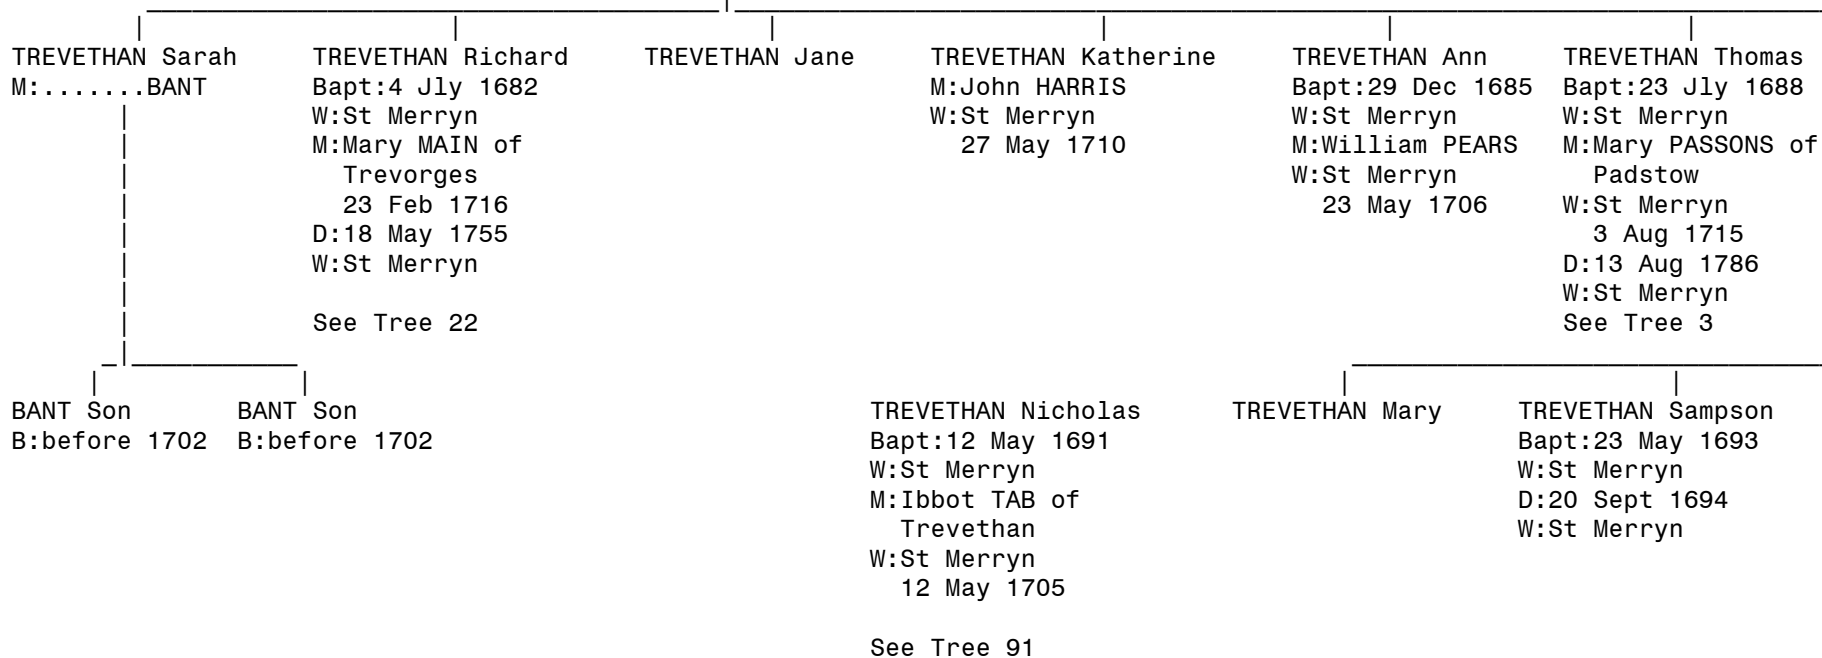 TREVETHAN Sarah TREVETHAN Richard TREVETHAN Jane TREVETHAN Katherine TREVETHAN Ann TREVETHAN Thomas
M:.......BANT Bapt:4 Jly 1682 M:John HARRIS Bapt:29 Dec 1685 Bapt:23 Jly 1688
W:St Merryn W:St Merryn W:St Merryn W:St Merryn
M:Mary MAIN of 27 May 1710 M:William PEARS M:Mary PASSONS of
Trevorges W:St Merryn Padstow
23 Feb 1716 23 May 1706 W:St Merryn
D:18 May 1755 3 Aug 1715
W:St Merryn D:13 Aug 1786
W:St Merryn
See Tree 22 See Tree 3
BANT Son BANT Son TREVETHAN Nicholas TREVETHAN Mary TREVETHAN Sampson
B:before 1702 B:before 1702 Bapt:12 May 1691 Bapt:23 May 1693
W:St Merryn W:St Merryn
M:Ibbot TAB of D:20 Sept 1694
Trevethan W:St Merryn
W:St Merryn
12 May 1705
See Tree 91